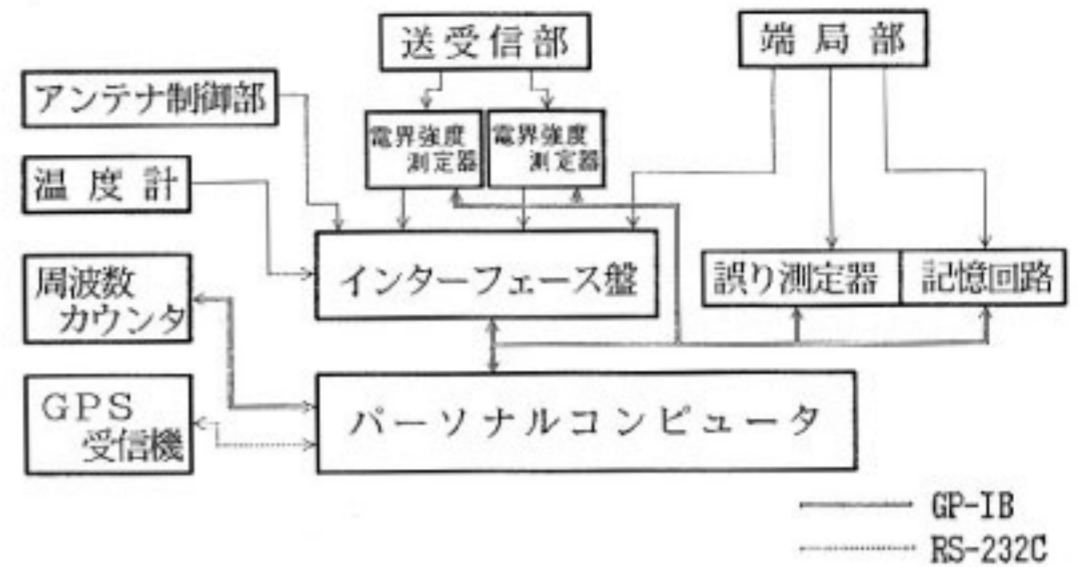 送受信部
端局部
アンテナ制御部
電界強度
測定器
電界強度
測定器
温度計
インターフェース盤
誤り測定器
記憶回路
周波数
カウンタ
GPS
受信機
パーソナルコンピュータ
GP-IB
RS-232C